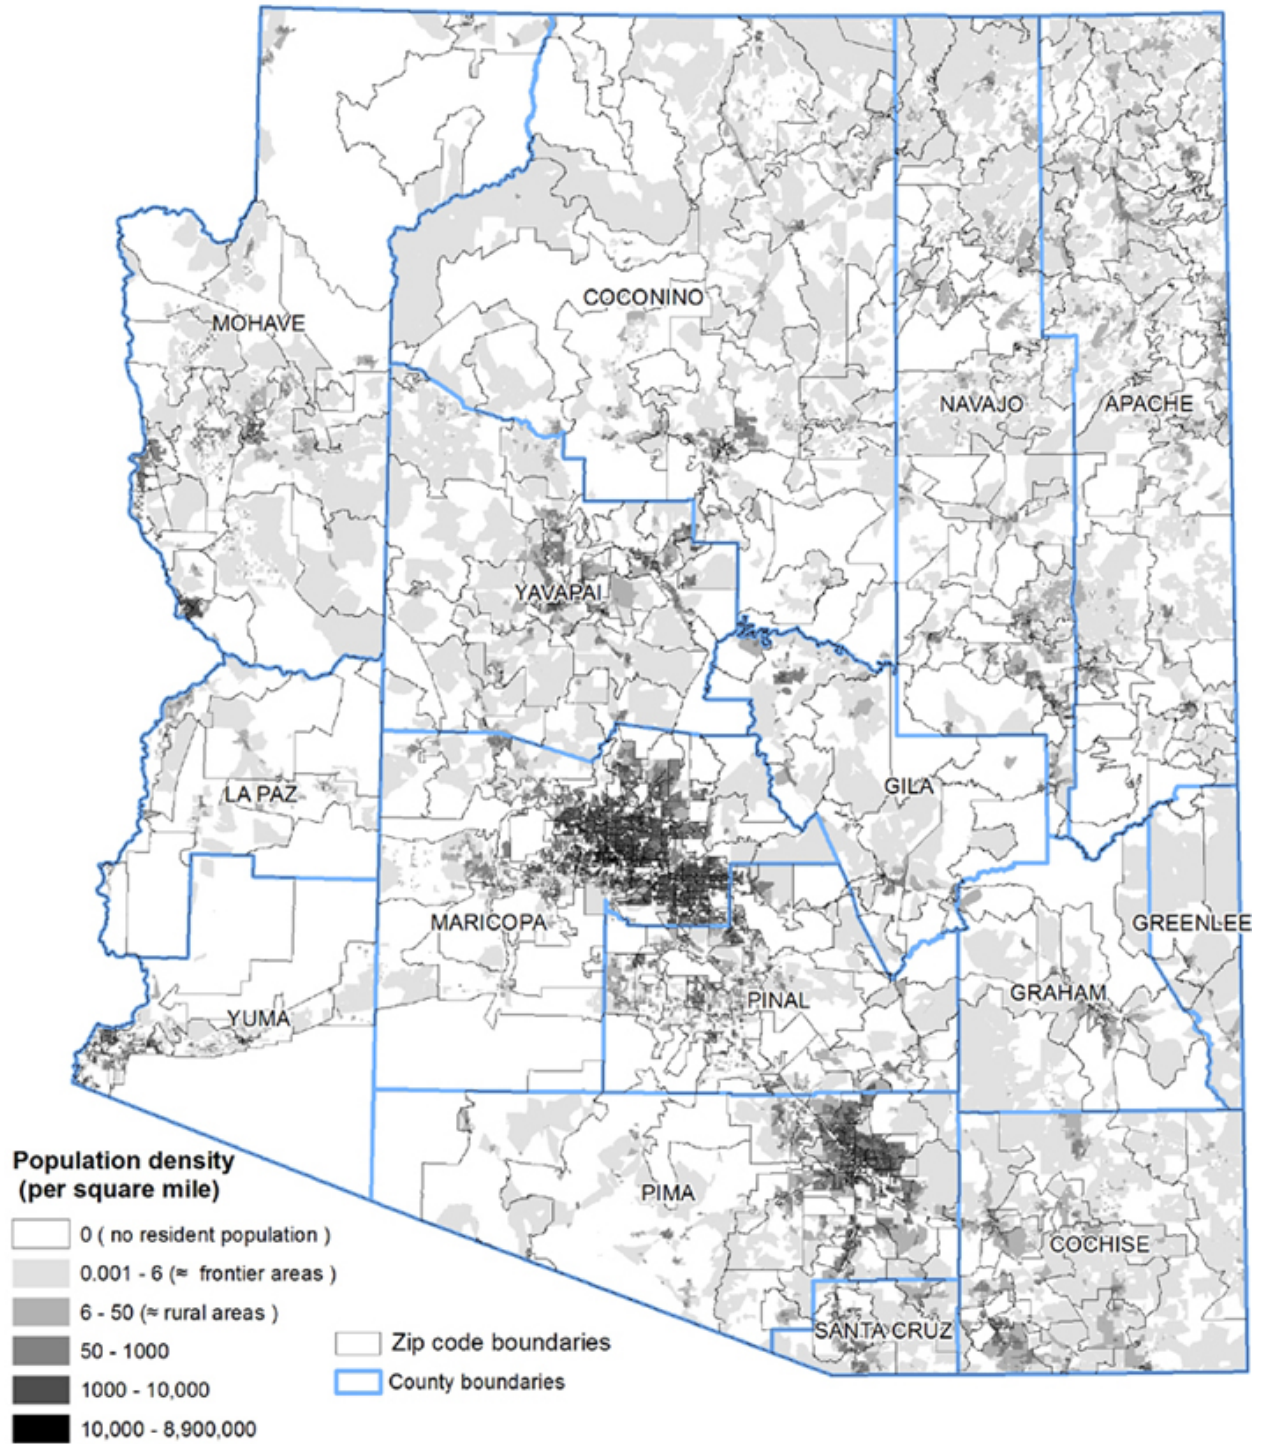 COCONINO
MOHAVE
NAVAJO
APACHE
YAVAPAI
GILA
LA PAZ
MARICOPA
GREENLEE
GRAHAM
PINAL
YUMA
PIMA
COCHISE
SANTA CRUZ
Population density
(per square mile)
0 ( no resident population )
0.001 - 6 (≈ frontier areas )
6 - 50 (≈ rural areas )
50 - 1000
1000 - 10,000
10,000 - 8,900,000
Zip code boundaries
County boundaries